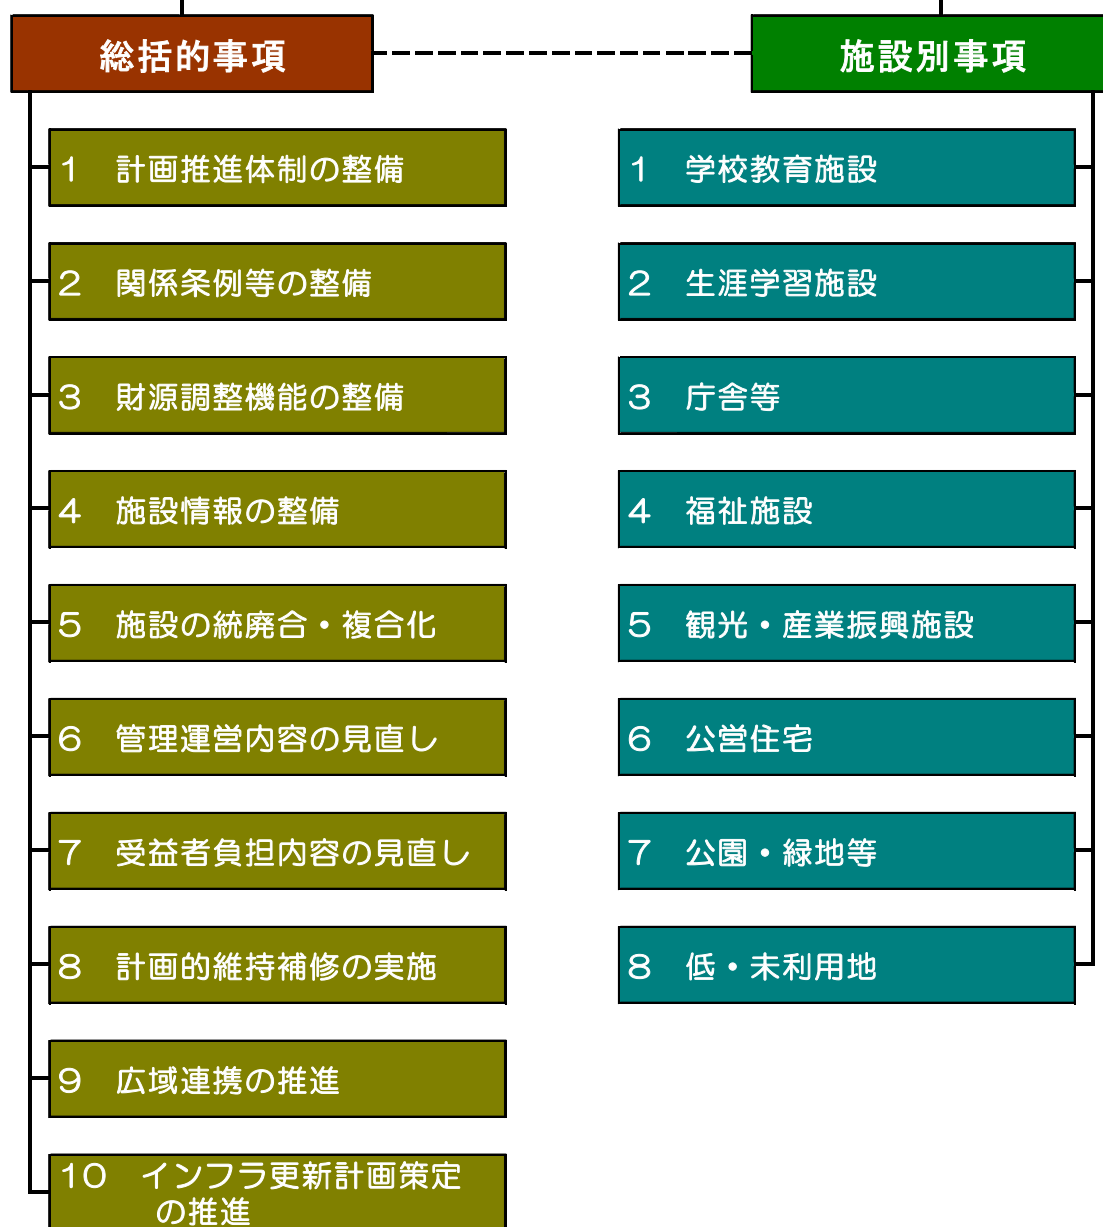 総括的事項
１　計画推進体制の整備
２　関係条例等の整備
３　財源調整機能の整備
４　施設情報の整備
５　施設の統廃合・複合化
６　管理運営内容の見直し
７　受益者負担内容の見直し
８　計画的維持補修の実施
９　広域連携の推進
１０　インフラ更新計画策定
の推進
施設別事項
１　学校教育施設
２　生涯学習施設
３　庁舎等
４　福祉施設
５　観光・産業振興施設
６　公営住宅
７　公園・緑地等
８　低・未利用地